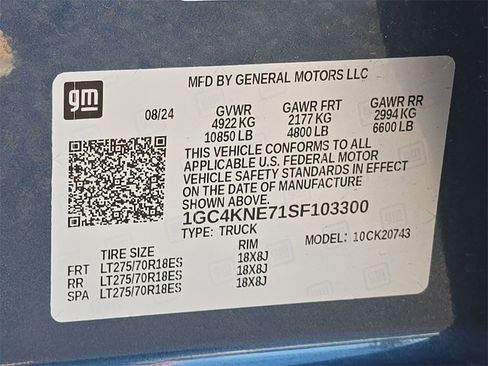 gm
MFD BY GENERAL MOTORS LLC
08/24 GVWR GAWR FRT GAWR RR
4922 KG 2177 KG 2994 KG
10850 LB 4800 LB 6600 LB
THIS VEHICLE CONFORMS TO ALL
APPLICABLE U.S. FEDERAL MOTOR
VEHICLE SAFETY STANDARDS IN EFFECT
ON THE DATE OF MANUFACTURE
SHOWN ABOVE.
1GC4KNE71SF103300
TYPE: TRUCK MODEL: 10CK20743
TIRE SIZE RIM
FRT LT275/70R18ES 18X8J
RR LT275/70R18ES 18X8J
SPA LT275/70R18ES 18X8J